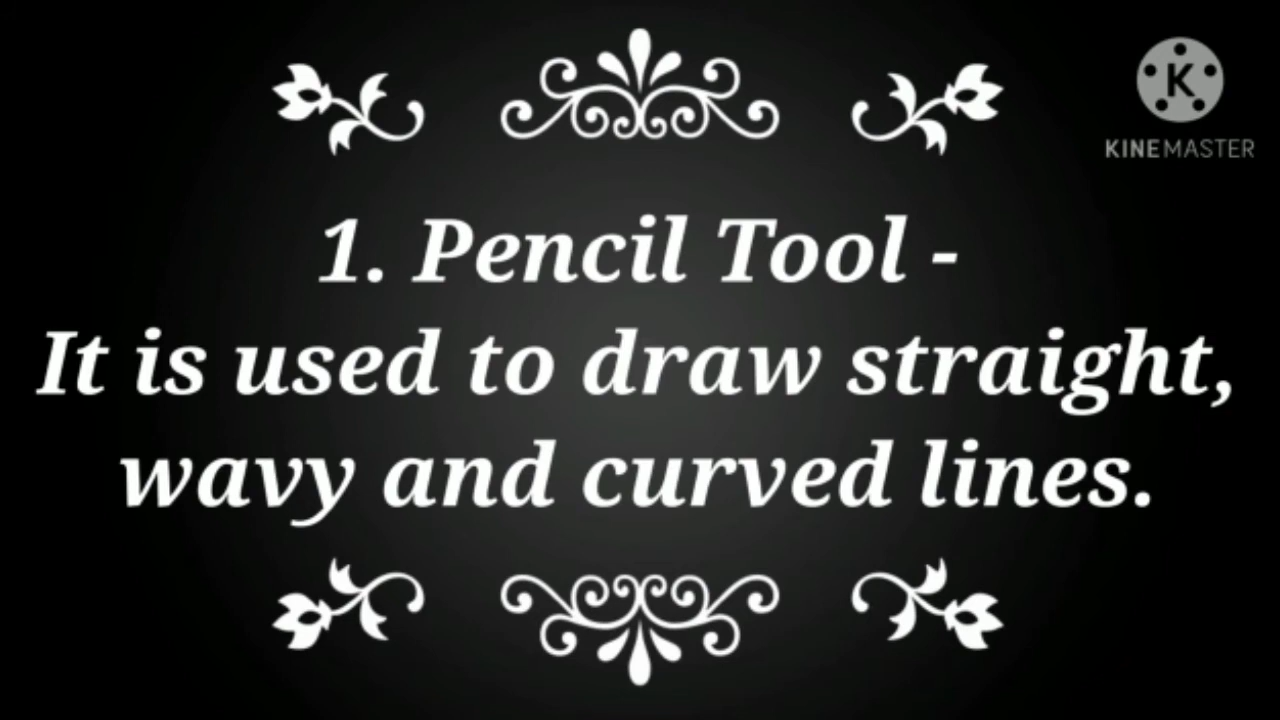 K
KINEMASTER
1. Pencil Tool -
It is used to draw straight,
wavy and curved lines.